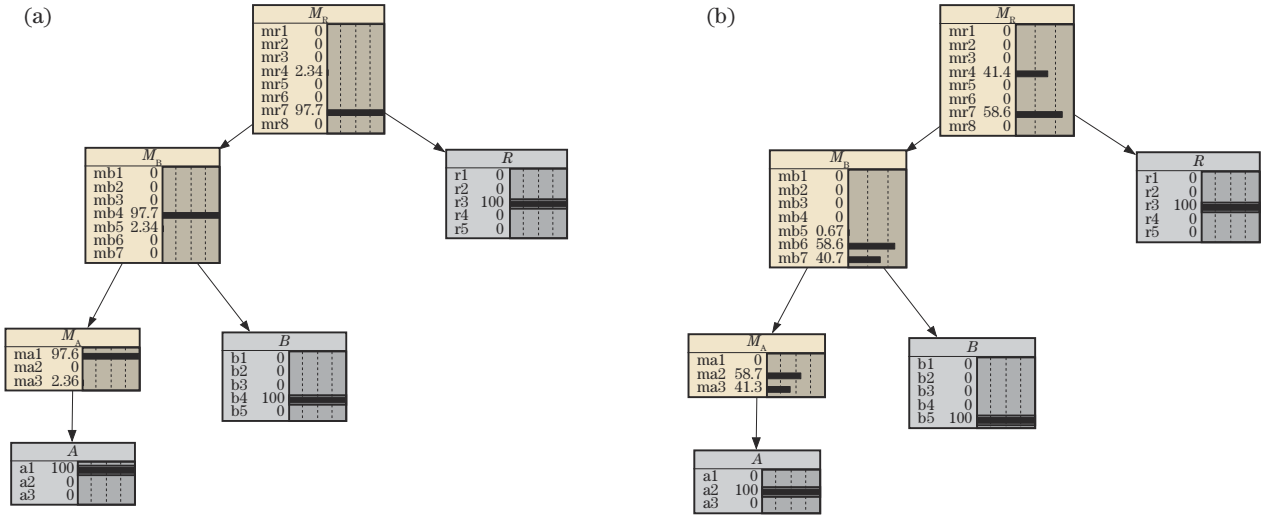 (a)
M_R
mr1 0
mr2 0
mr3 0
mr4 2.34
mr5 0
mr6 0
mr7 97.7
mr8 0
M_B
mb1 0
mb2 0
mb3 0
mb4 97.7
mb5 2.34
mb6 0
mb7 0
R
r1 0
r2 0
r3 100
r4 0
r5 0
M_A
ma1 97.6
ma2 0
ma3 2.36
B
b1 0
b2 0
b3 0
b4 100
b5 0
A
a1 100
a2 0
a3 0
(b)
M_R
mr1 0
mr2 0
mr3 0
mr4 41.4
mr5 0
mr6 0
mr7 58.6
mr8 0
M_B
mb1 0
mb2 0
mb3 0
mb4 0
mb5 0.67
mb6 58.6
mb7 40.7
R
r1 0
r2 0
r3 100
r4 0
r5 0
M_A
ma1 0
ma2 58.7
ma3 41.3
B
b1 0
b2 0
b3 0
b4 0
b5 100
A
a1 0
a2 100
a3 0